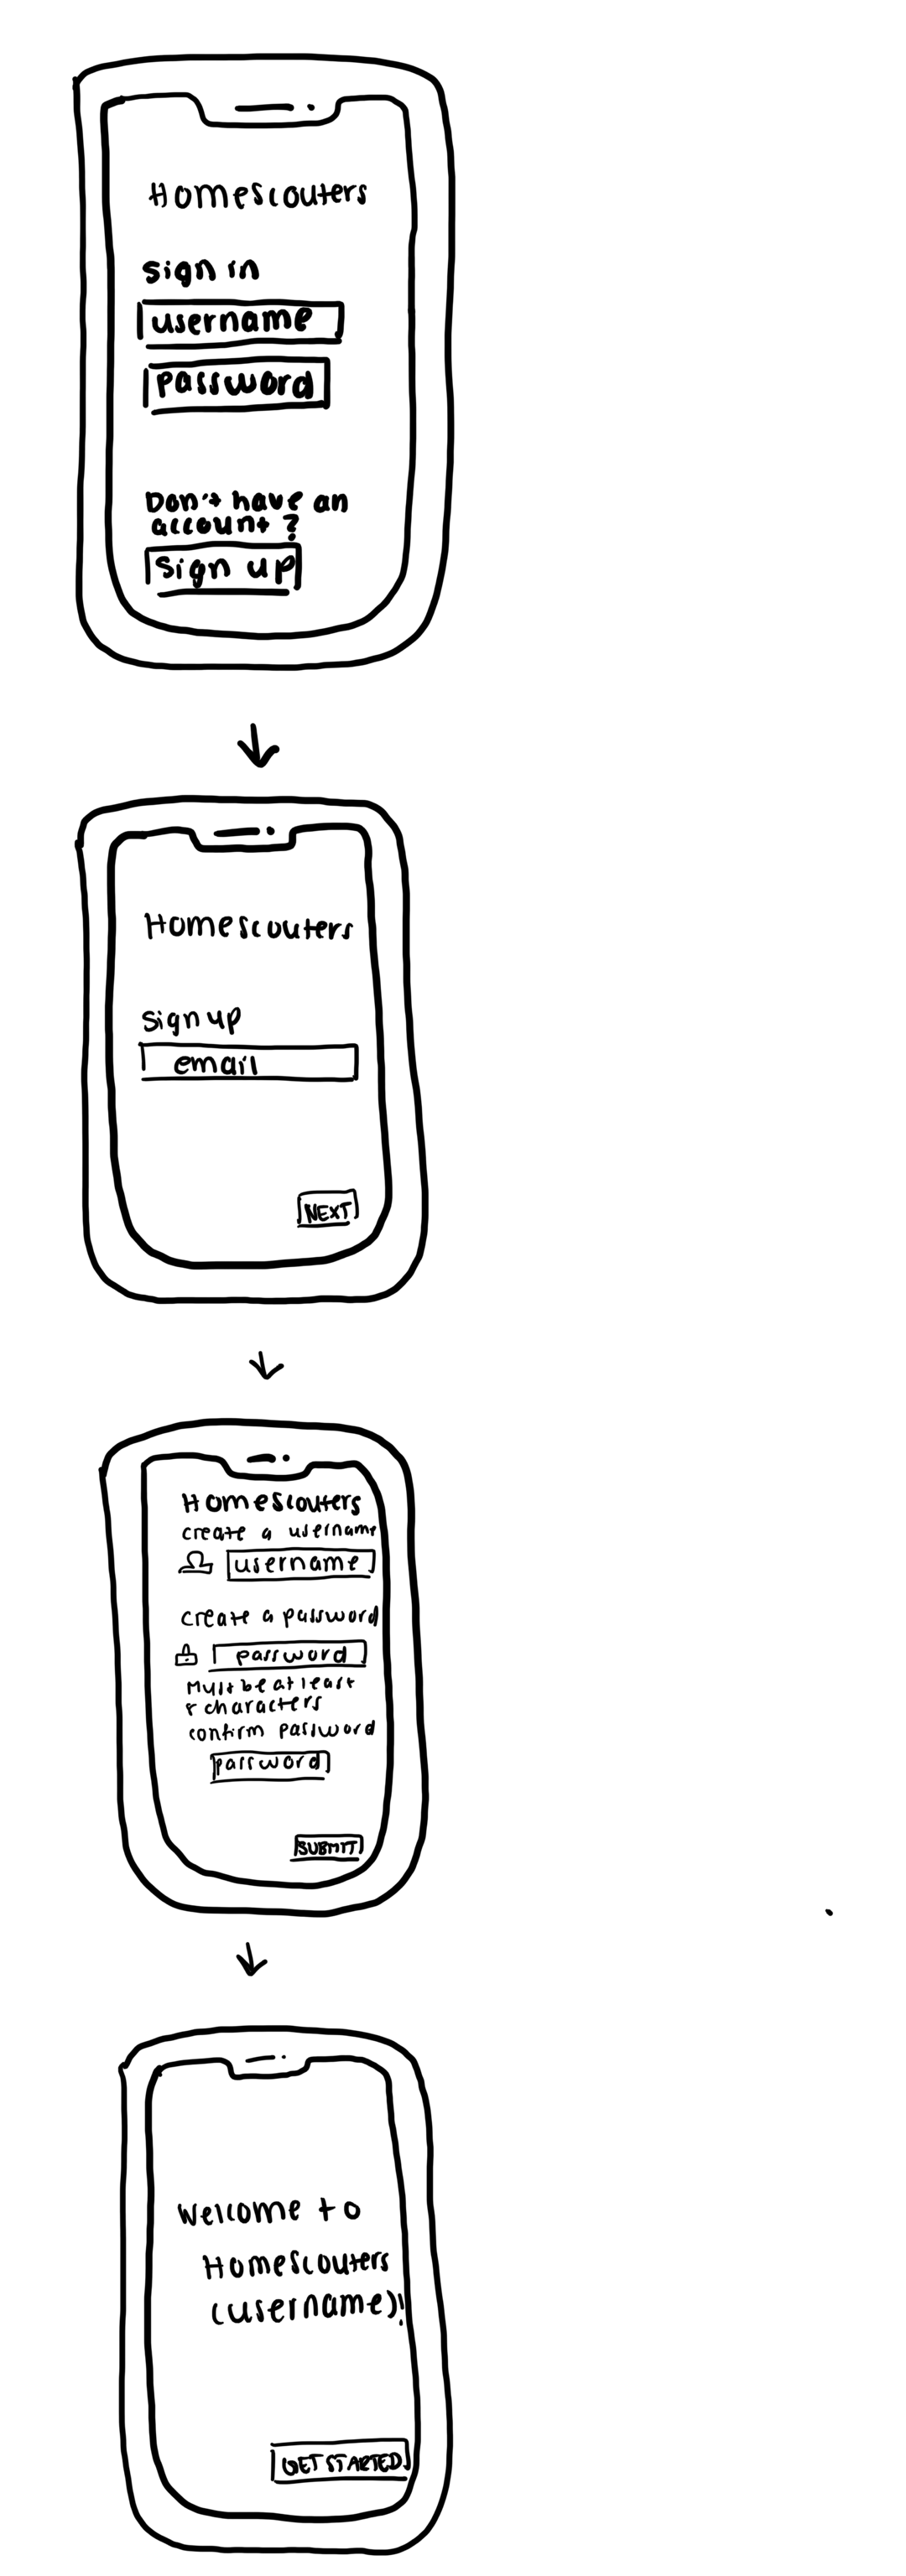 Homescouters
sign in
username
password
Don't have an
account?
sign up
Homescouters
sign up
email
NEXT
Homescouters
create a username
username
create a password
password
Must be at least
8 characters
confirm password
password
SUBMIT
Welcome to
Homescouters
(username)!
GET STARTED